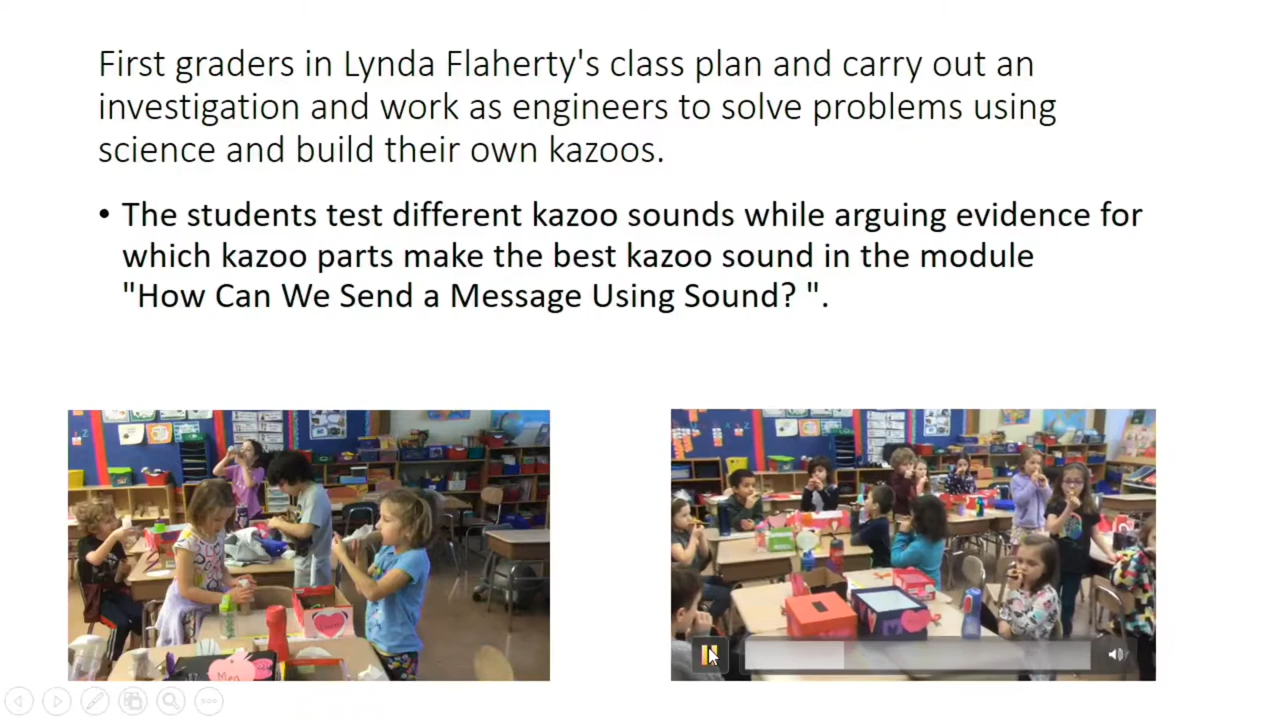 First graders in Lynda Flaherty's class plan and carry out an
investigation and work as engineers to solve problems using
science and build their own kazoos.
• The students test different kazoo sounds while arguing evidence for
which kazoo parts make the best kazoo sound in the module
"How Can We Send a Message Using Sound? ".